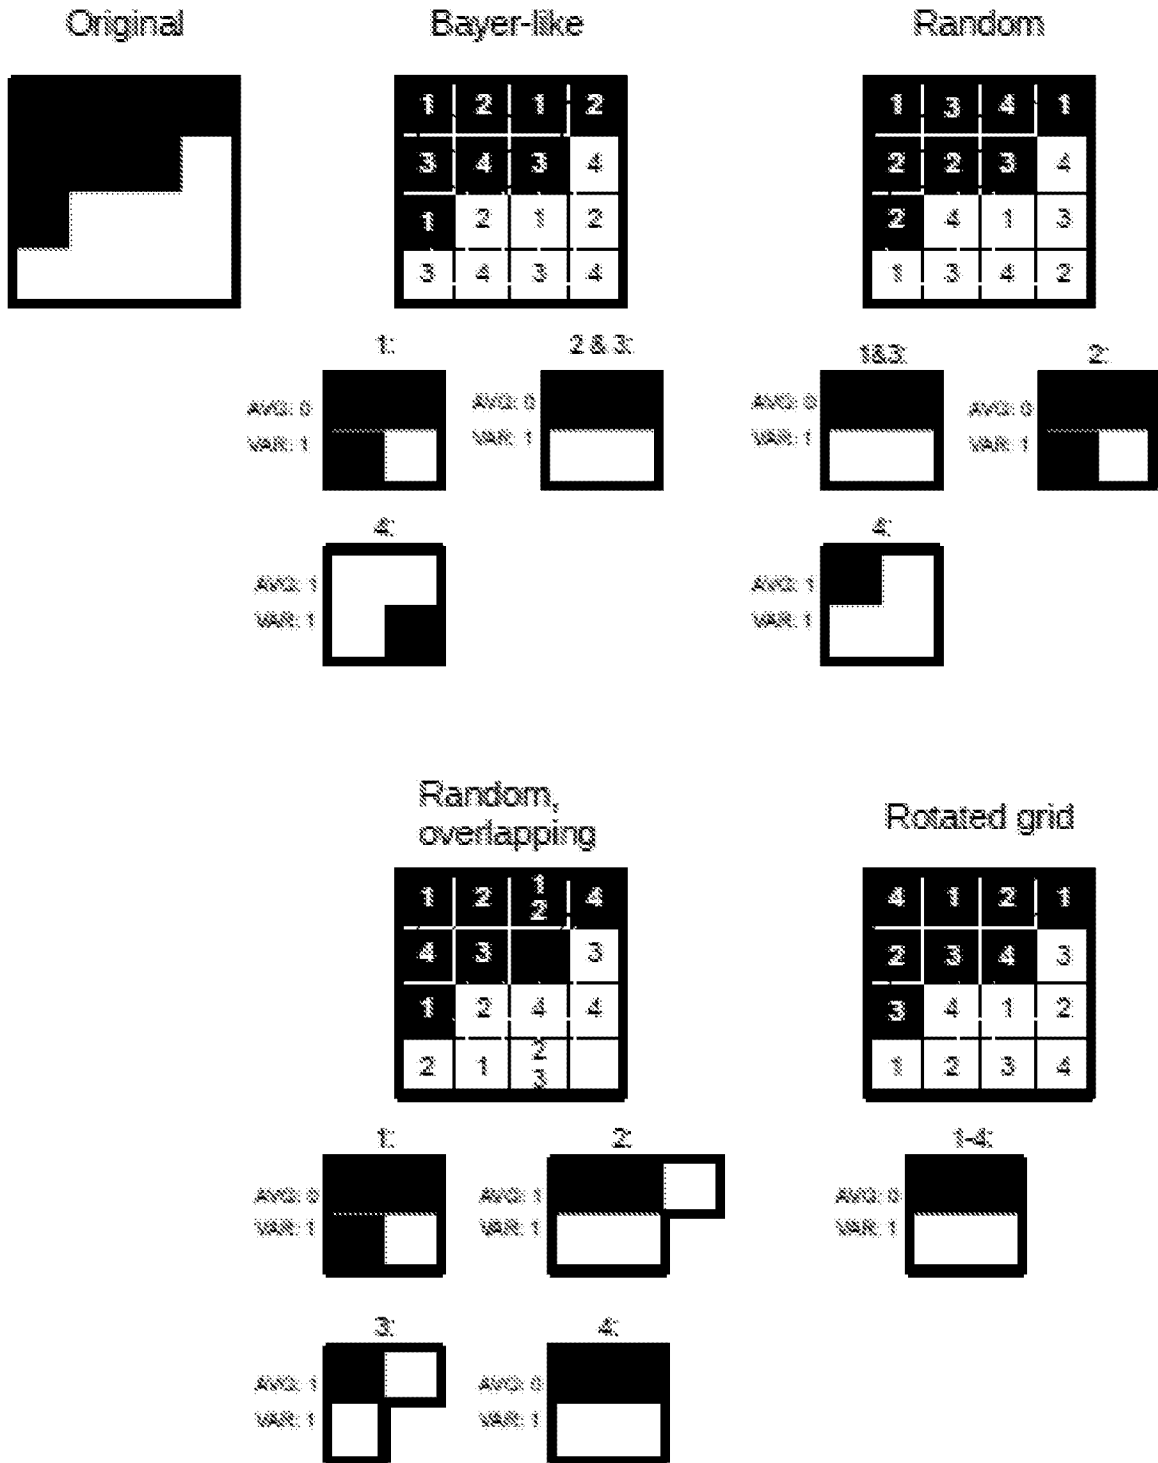 Original Bayer-like Random
1 2 1 2
3 4 3 4
1 2 1 2
3 4 3 4
1 3 4 1
2 2 3 4
2 4 1 3
1 3 4 2
1:
AVG: 0
VAR: 1
2 & 3:
AVG: 0
VAR: 1
4:
AVG: 1
VAR: 1
1&3:
AVG: 0
VAR: 1
2:
AVG: 0
VAR: 1
4:
AVG: 1
VAR: 1
Random,
overlapping
1 2 1 4
2
4 3 3
1 2 4 4
2 1 2
3
1:
AVG: 0
VAR: 1
2:
AVG: 1
VAR: 1
3:
AVG: 1
VAR: 1
4:
AVG: 0
VAR: 1
Rotated grid
4 1 2 1
2 3 4 3
3 4 1 2
1 2 3 4
1-4:
AVG: 0
VAR: 1